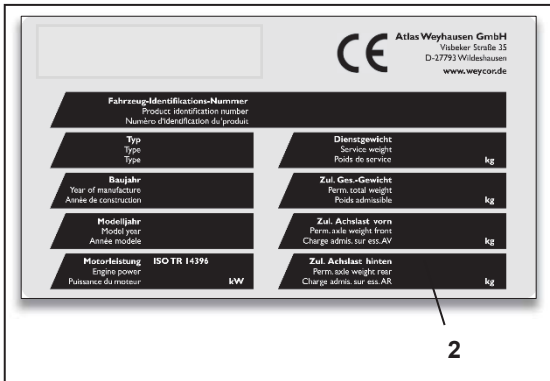 CE
Atlas Weyhausen GmbH
Visbeker Straße 35
D-27793 Wildeshausen
www.weycor.de
Fahrzeug-Identifikations-Nummer
Product identification number
Numéro d'identification du'produit
Typ
Type
Type
Dienstgewicht
Service weight
Poids de service kg
Baujahr
Year of manufacture
Année de construction
Zul. Ges.-Gewicht
Perm. total weight
Poids admissible kg
Modelljahr
Model year
Année modele
Zul. Achslast vorn
Perm. axle weight front
Charge admis. sur ess. AV kg
Motorleistung ISO TR 14396
Engine power
Puissance du moteur kW
Zul. Achslast hinten
Perm. axle weight rear
Charge admis. sur ess. AR kg
2